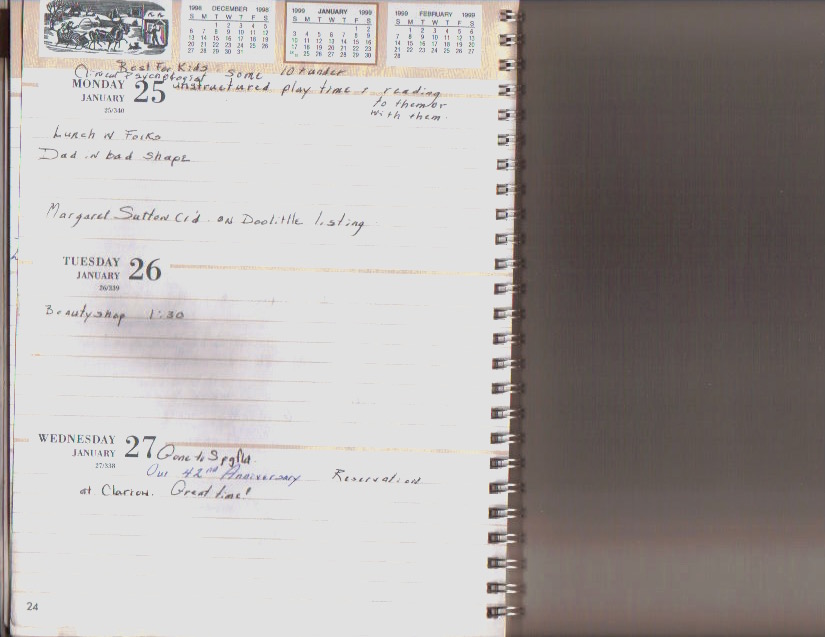 1998 DECEMBER 1998
S M T W T F S
1 2 3 4 5
6 7 8 9 10 11 12
13 14 15 16 17 18 19
20 21 22 23 24 25 26
27 28 29 30 31
1999 JANUARY 1999
S M T W T F S
1 2
3 4 5 6 7 8 9
10 11 12 13 14 15 16
17 18 19 20 21 22 23
24 25 26 27 28 29 30
1999 FEBRUARY 1999
S M T W T F S
1 2 3 4 5 6
7 8 9 10 11 12 13
14 15 16 17 18 19 20
21 22 23 24 25 26 27
28
Best For Kids
Psychologist some 10 + under
MONDAY 25 unstructured play time + reading
JANUARY to them or
25/340 with them.
Lunch W Folks
Dad in bad shape
Margaret Sutton on Doolittle listing
TUESDAY 26
JANUARY
26/339
Beautyshop 1:30
WEDNESDAY 27 Gone to Spgfld.
JANUARY
27/338 Our 42nd Anniversary Reservation
at Clarion. Great time!
24